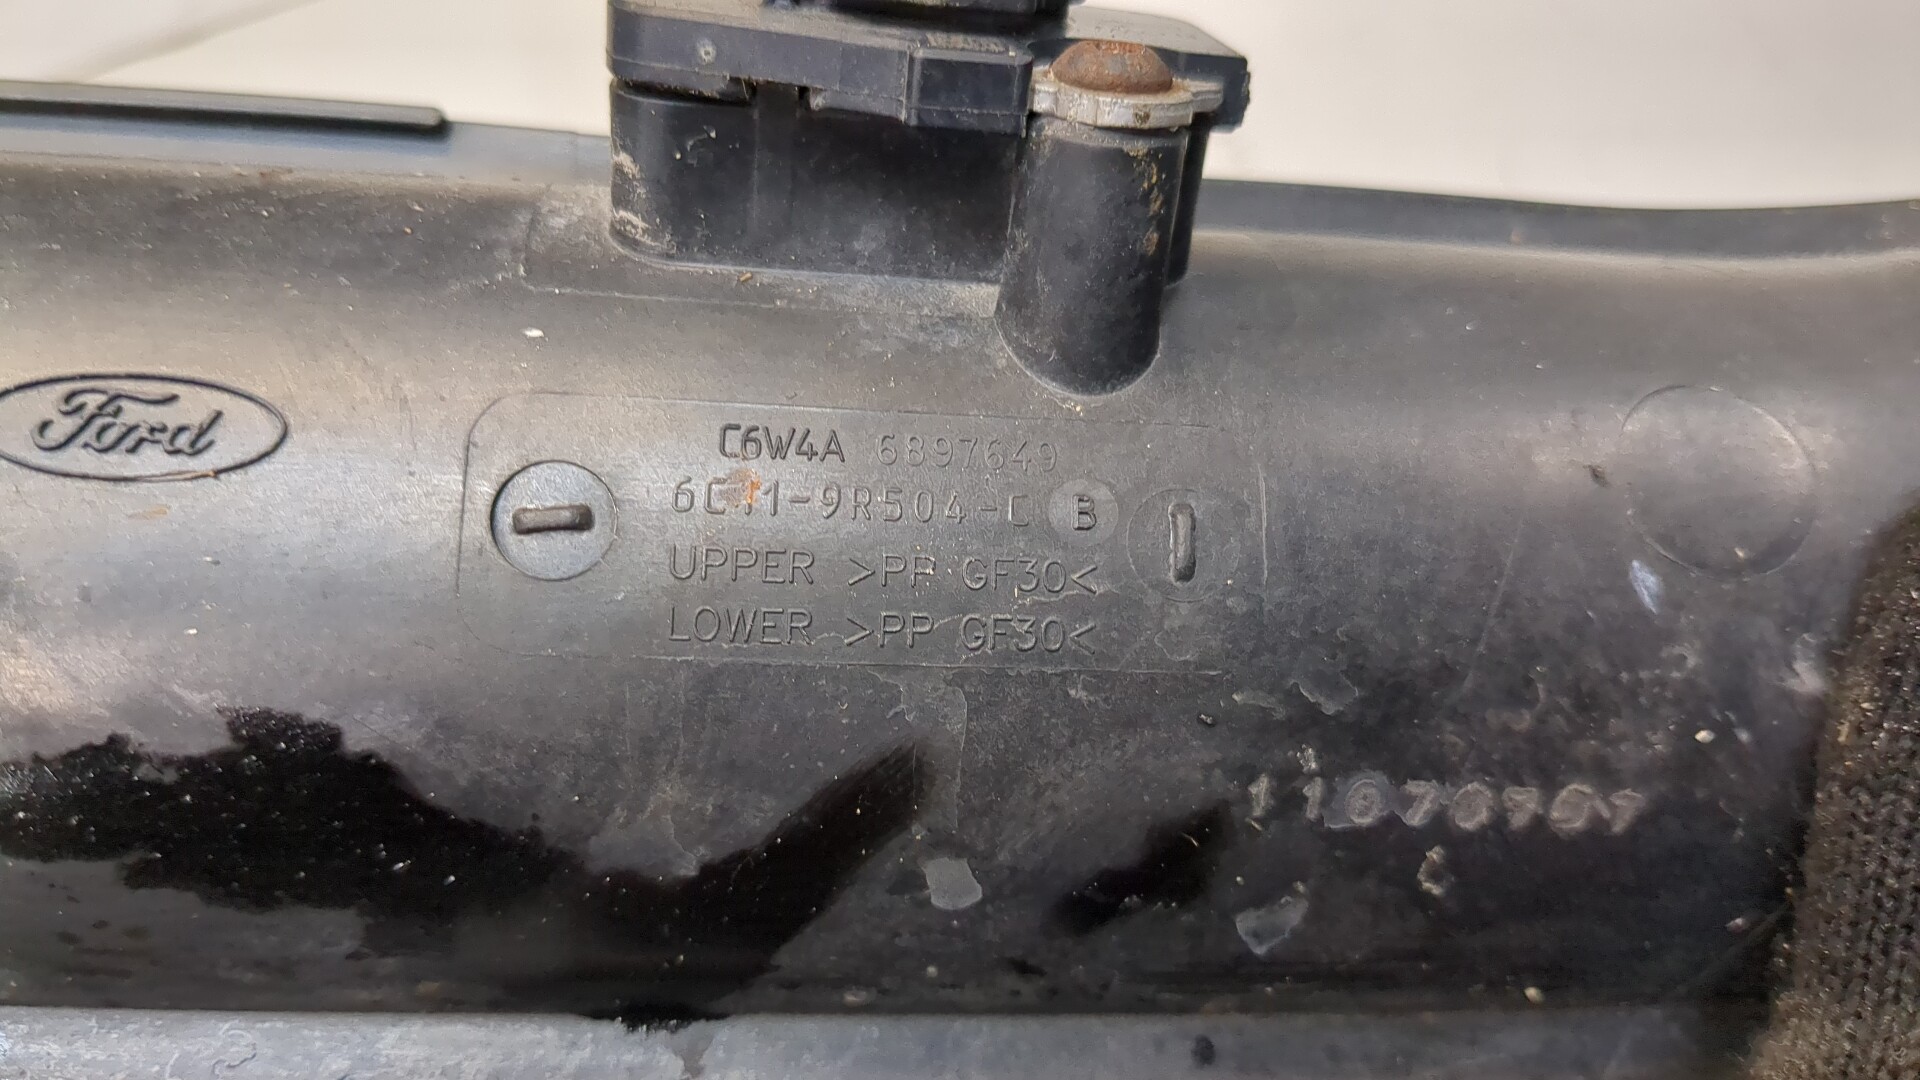 Ford
C6W4A 6897649
6C11-9R504-C B
UPPER >PP GF30<
LOWER >PP GF30<